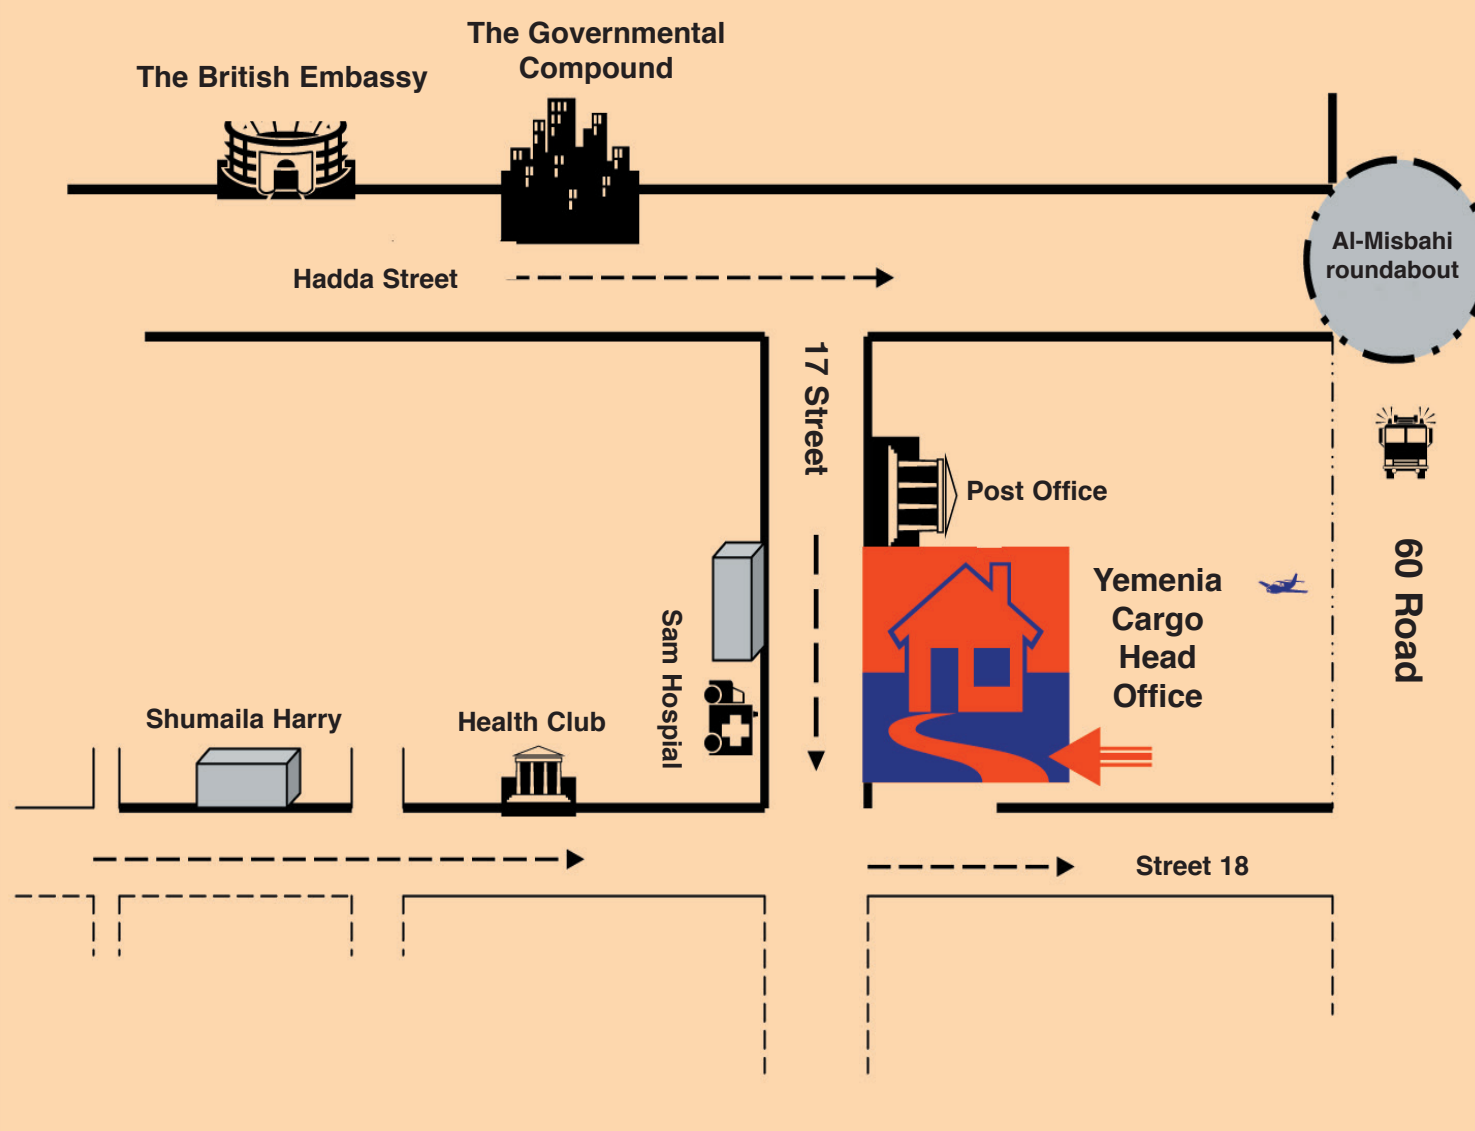 The Governmental
Compound
The British Embassy
Al-Misbahi
roundabout
Hadda Street
17 Street
Post Office
60 Road
Yemenia
Cargo
Head
Office
Sam Hospial
Shumaila Harry
Health Club
Street 18